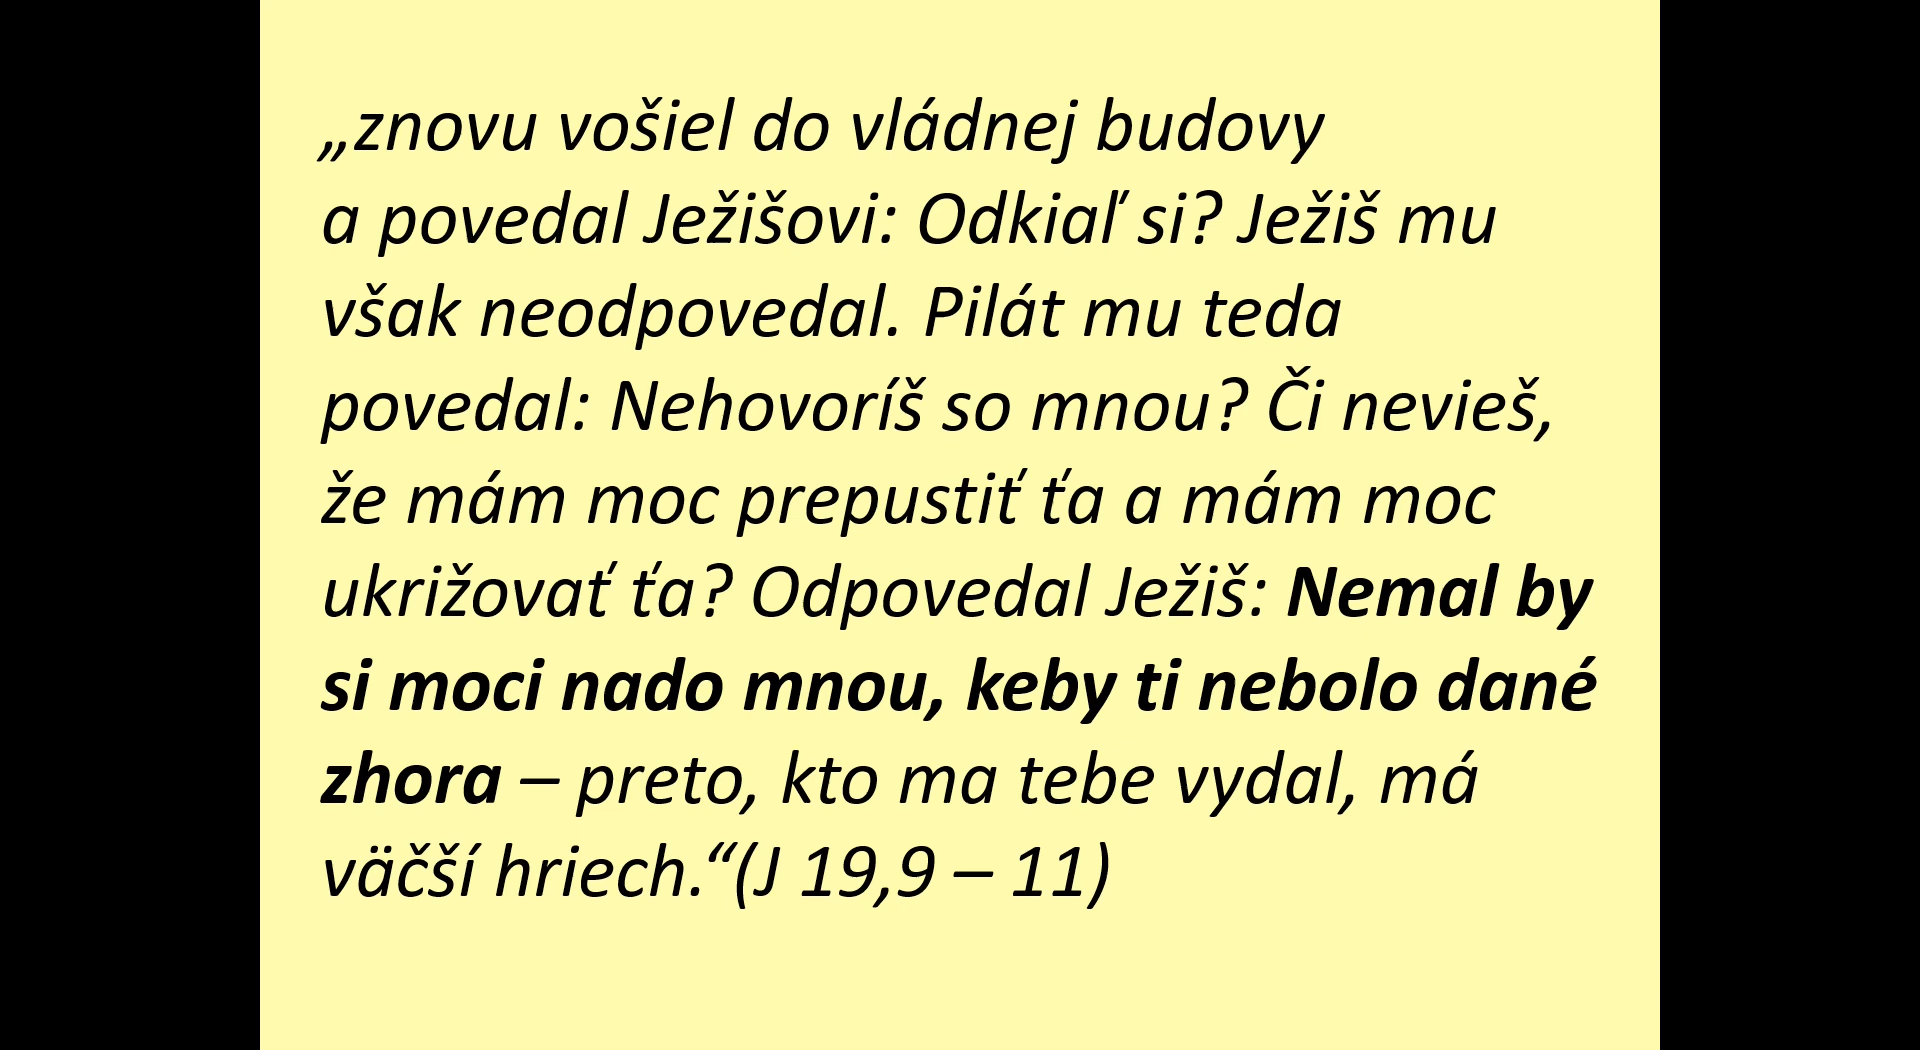 „znovu vošiel do vládnej budovy
a povedal Ježišovi: Odkiaľ si? Ježiš mu
však neodpovedal. Pilát mu teda
povedal: Nehovoríš so mnou? Či nevieš,
že mám moc prepustiť ťa a mám moc
ukrižovať ťa? Odpovedal Ježiš: Nemal by
si moci nado mnou, keby ti nebolo dané
zhora – preto, kto ma tebe vydal, má
väčší hriech.“(J 19,9 – 11)